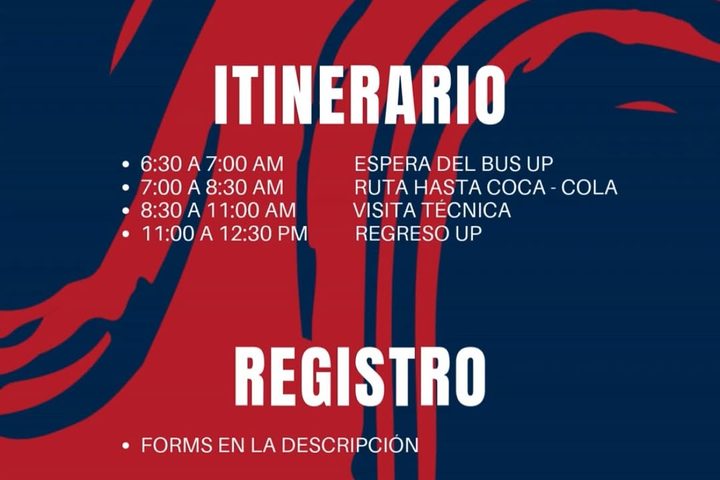 ITINERARIO
• 6:30 A 7:00 AM ESPERA DEL BUS UP
• 7:00 A 8:30 AM RUTA HASTA COCA - COLA
• 8:30 A 11:00 AM VISITA TÉCNICA
• 11:00 A 12:30 PM REGRESO UP
REGISTRO
• FORMS EN LA DESCRIPCIÓN